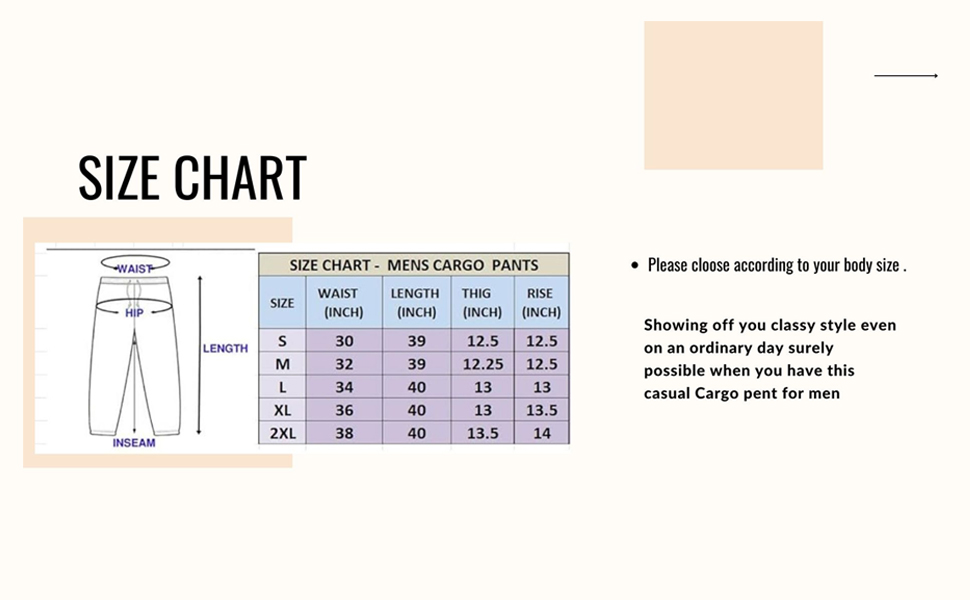 SIZE CHART
WAIST
HIP
LENGTH
INSEAM
SIZE CHART - MENS CARGO PANTS
SIZE WAIST (INCH) LENGTH (INCH) THIG (INCH) RISE (INCH)
S 30 39 12.5 12.5
M 32 39 12.25 12.5
L 34 40 13 13
XL 36 40 13 13.5
2XL 38 40 13.5 14
• Please cloose according to your body size .
Showing off you classy style even
on an ordinary day surely
possible when you have this
casual Cargo pent for men